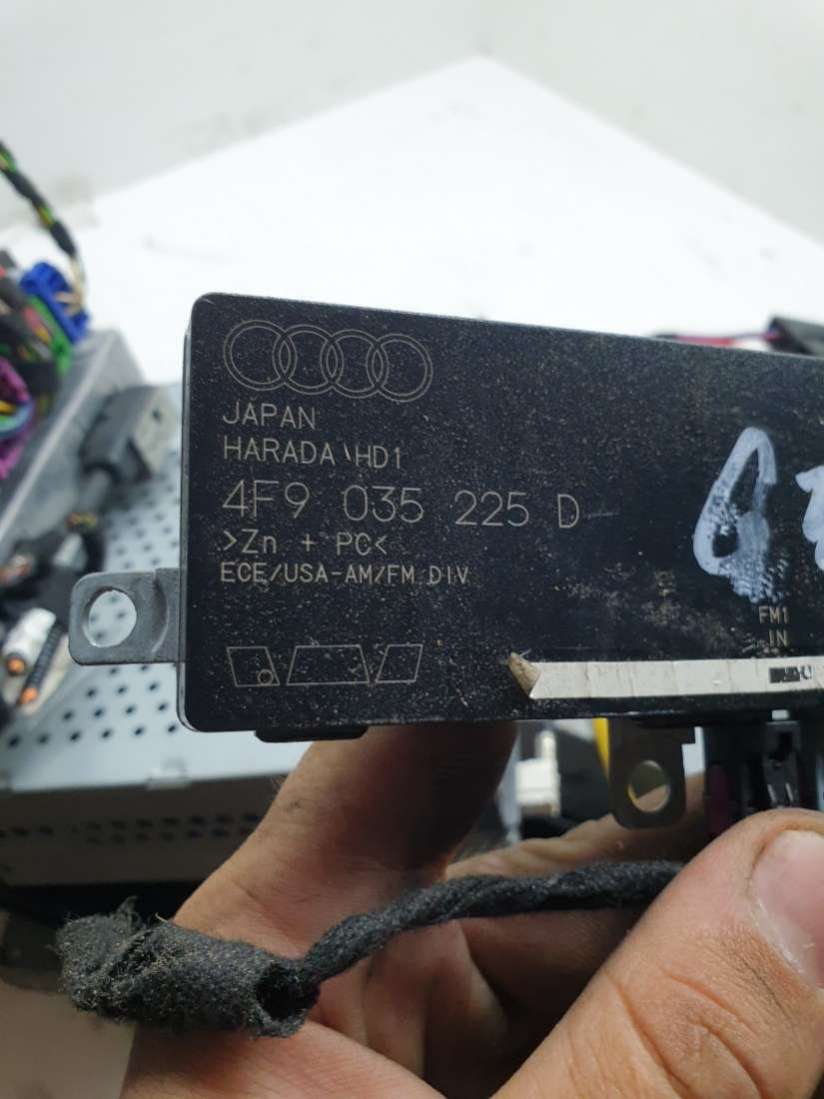 JAPAN
HARADA\HD1
4F9 035 225 D
>Zn + PC<
ECE/USA-AM/FM DIV
FM1
IN